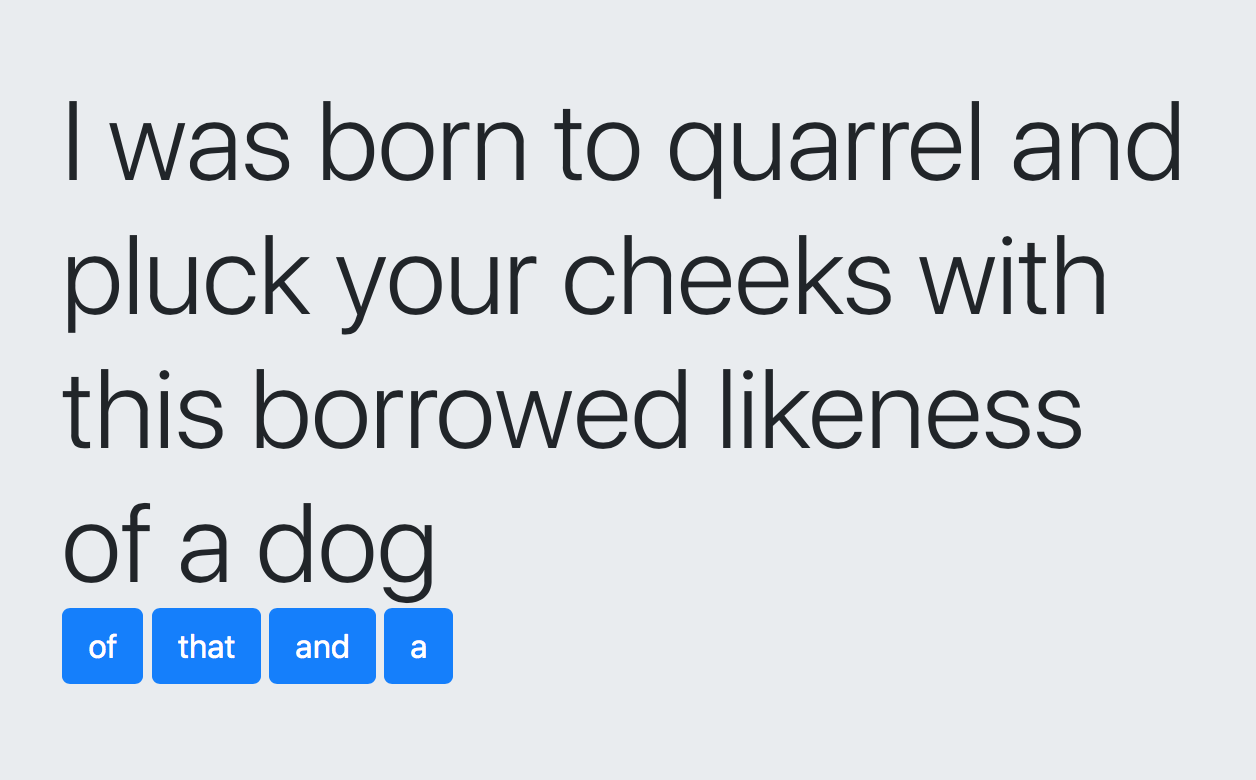 I was born to quarrel and
pluck your cheeks with
this borrowed likeness
of a dog
of that and a